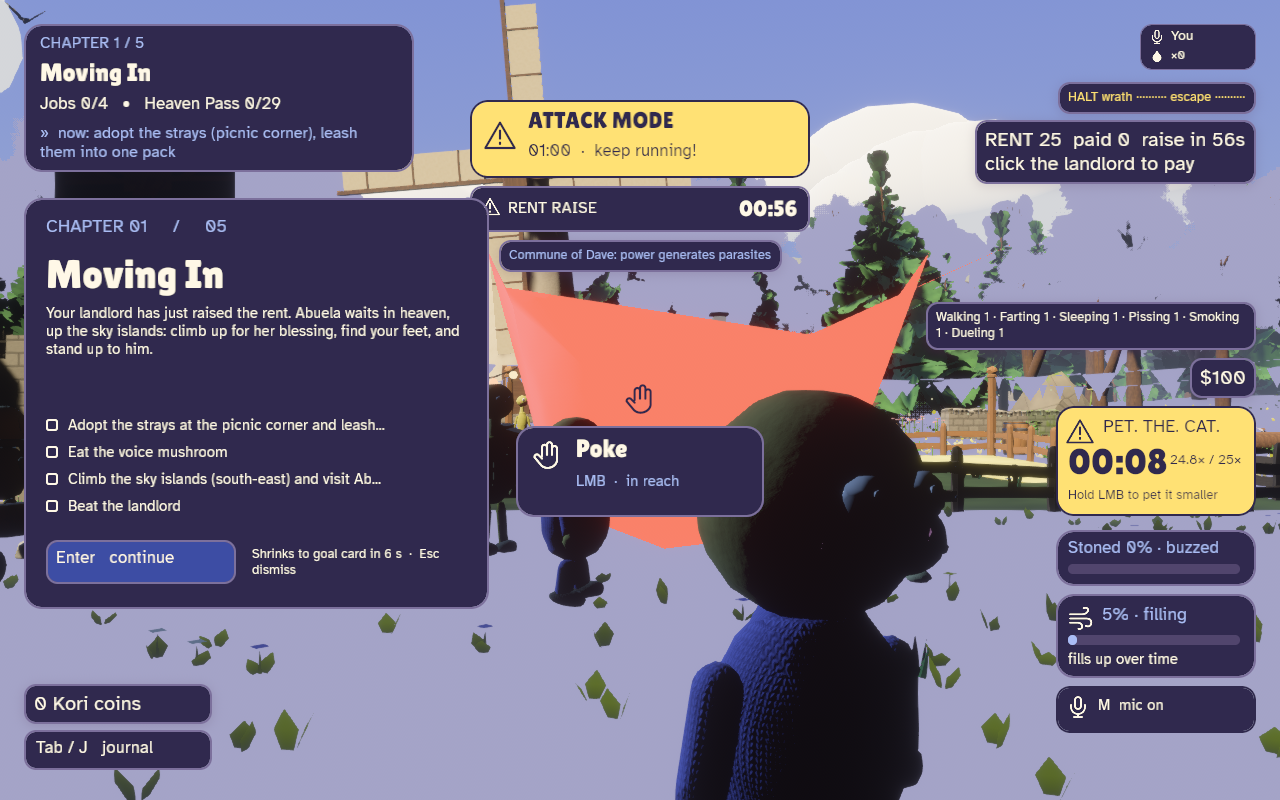 CHAPTER 1 / 5
Moving In
Jobs 0/4 • Heaven Pass 0/29
» now: adopt the strays (picnic corner), leash
them into one pack
CHAPTER 01 / 05
Moving In
Your landlord has just raised the rent. Abuela waits in heaven,
up the sky islands: climb up for her blessing, find your feet, and
stand up to him.
Adopt the strays at the picnic corner and leash...
Eat the voice mushroom
Climb the sky islands (south-east) and visit Ab...
Beat the landlord
Enter continue
Shrinks to goal card in 6 s · Esc
dismiss
0 Kori coins
Tab / J journal
ATTACK MODE
01:00 · keep running!
RENT RAISE 00:56
Commune of Dave: power generates parasites
Poke
LMB · in reach
You
×0
HALT wrath ·········· escape ··········
RENT 25 paid 0 raise in 56s
click the landlord to pay
Walking 1 · Farting 1 · Sleeping 1 · Pissing 1 · Smoking
1 · Dueling 1
$100
PET. THE. CAT.
00:08 24.8× / 25×
Hold LMB to pet it smaller
Stoned 0% · buzzed
5% · filling
fills up over time
M mic on